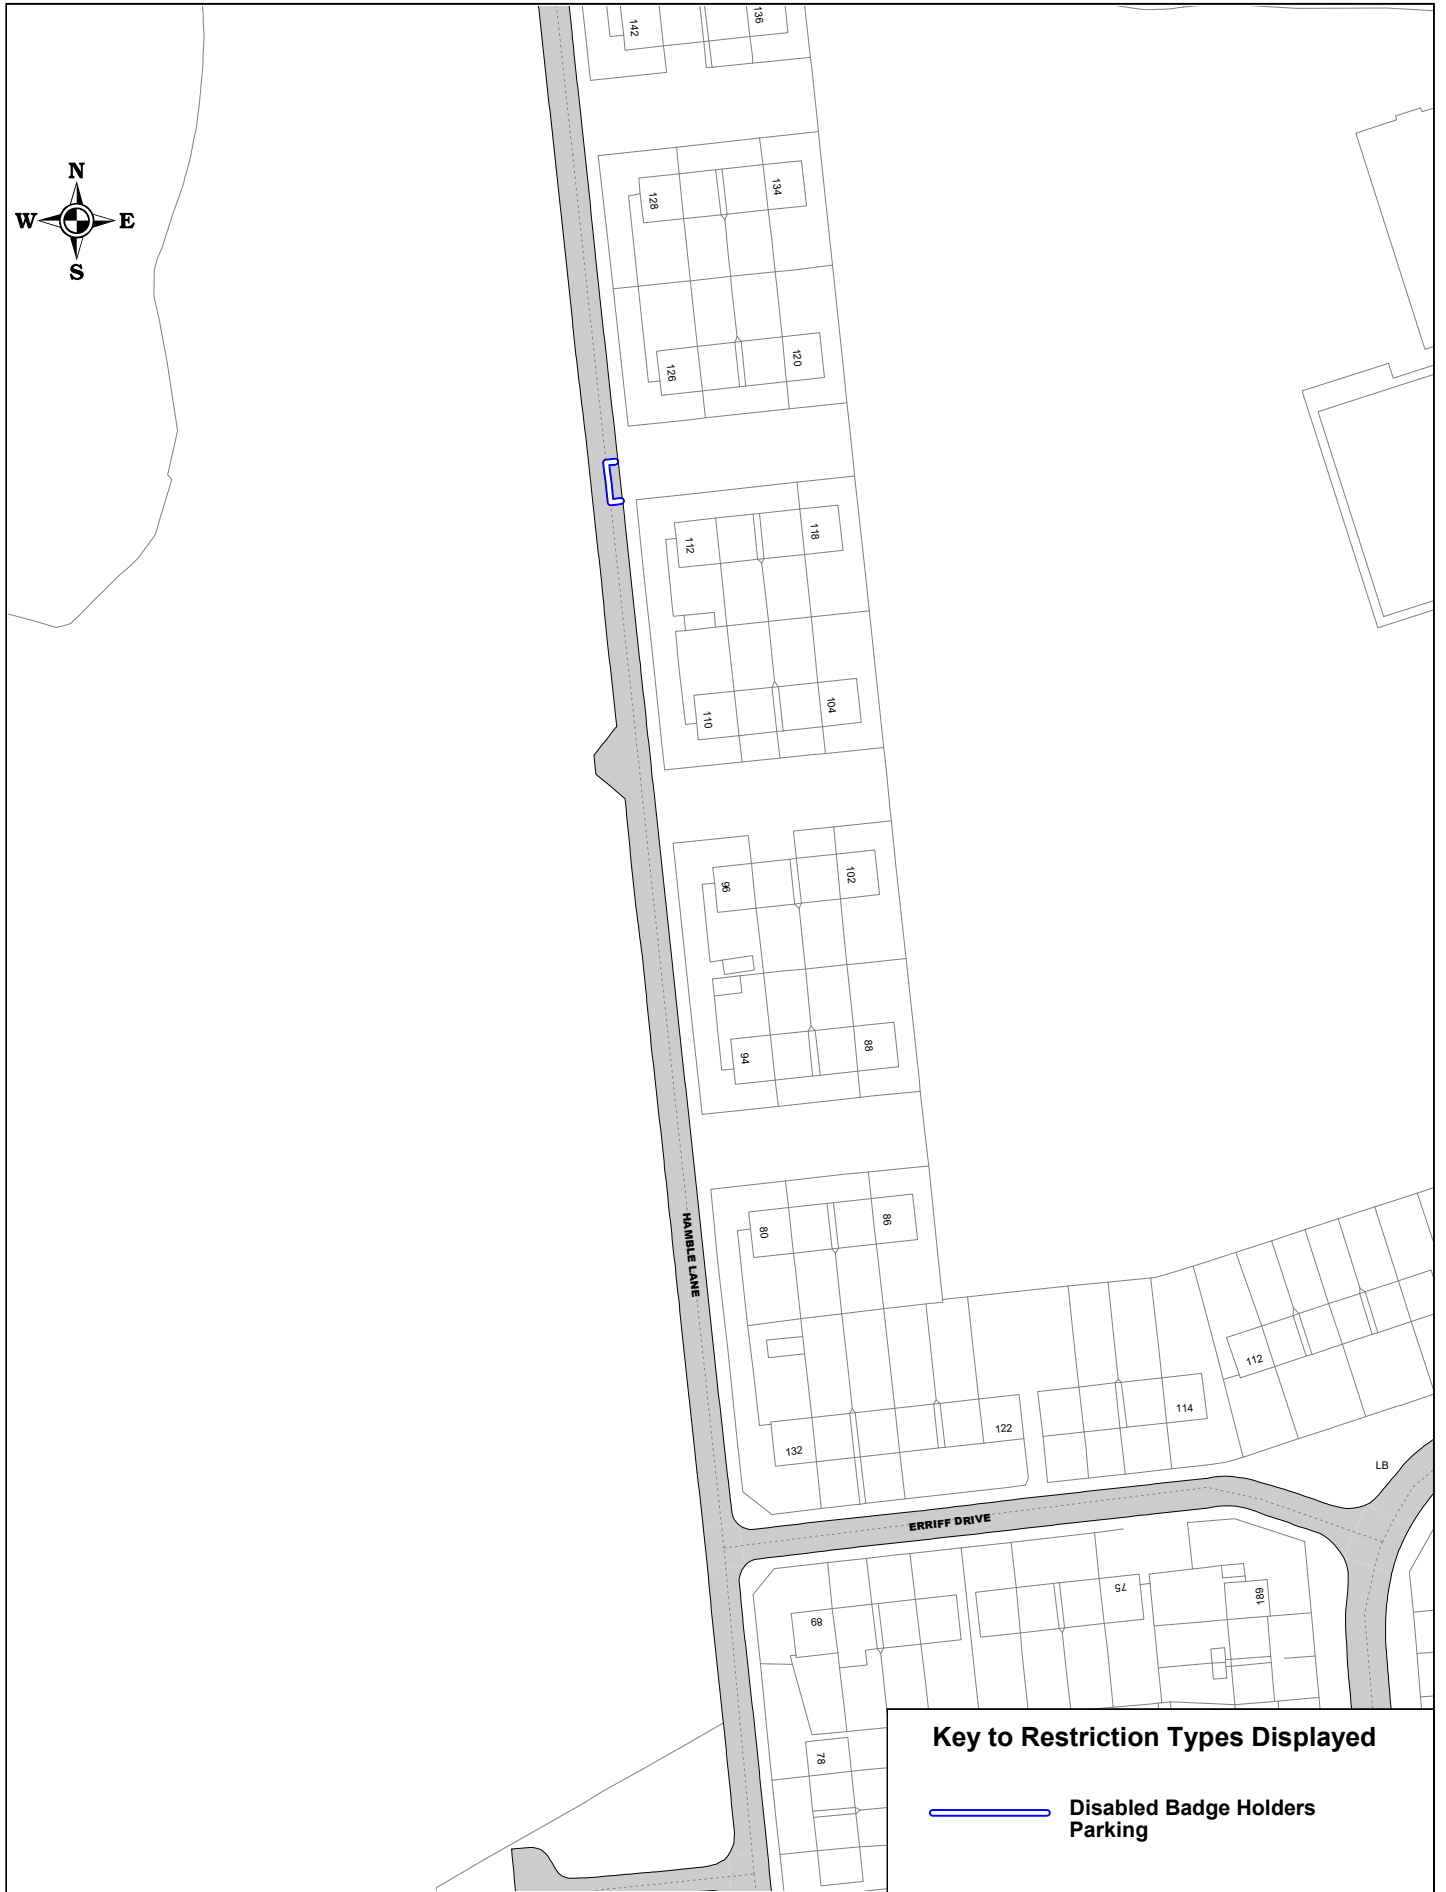 142
136
N
W
E
S
128
134
126
120
112
118
110
104
96
102
94
88
80
86
HAMBLE LANE
112
114
122
132
LB
ERRIFF DRIVE
75
189
89
78
Key to Restriction Types Displayed
Disabled Badge Holders
Parking